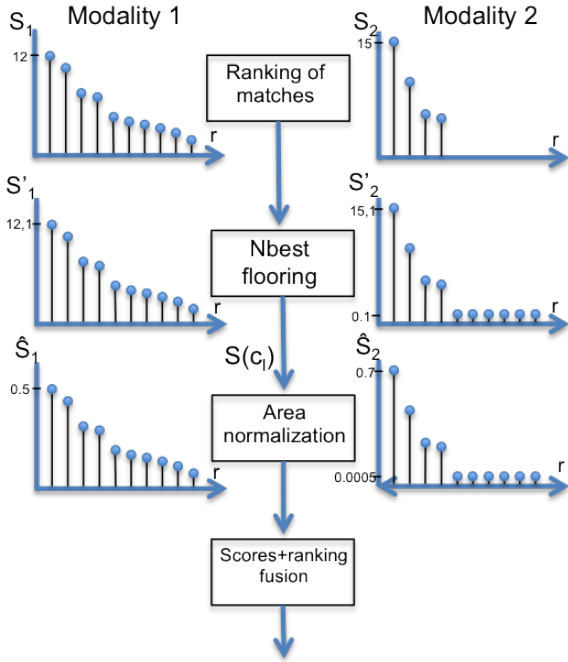 Modality 1
Modality 2
S1
12
r
Ranking of
matches
S2
15
r
S'1
12,1
r
Nbest
flooring
S'2
15,1
0.1
r
S(cl)
Ŝ1
0.5
r
Area
normalization
Ŝ2
0.7
0.0005
r
Scores+ranking
fusion